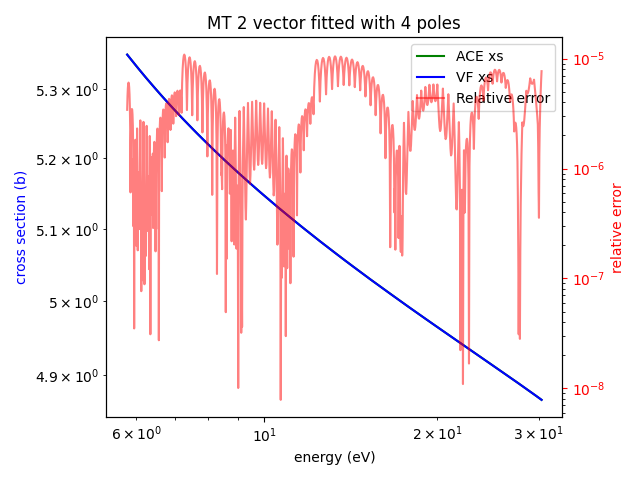 MT 2 vector fitted with 4 poles
ACE xs
VF xs
Relative error
5.3 × 10⁰
5.2 × 10⁰
5.1 × 10⁰
5 × 10⁰
4.9 × 10⁰
cross section (b)
10⁻⁵
10⁻⁶
10⁻⁷
10⁻⁸
relative error
6 × 10⁰
10¹
2 × 10¹
3 × 10¹
energy (eV)